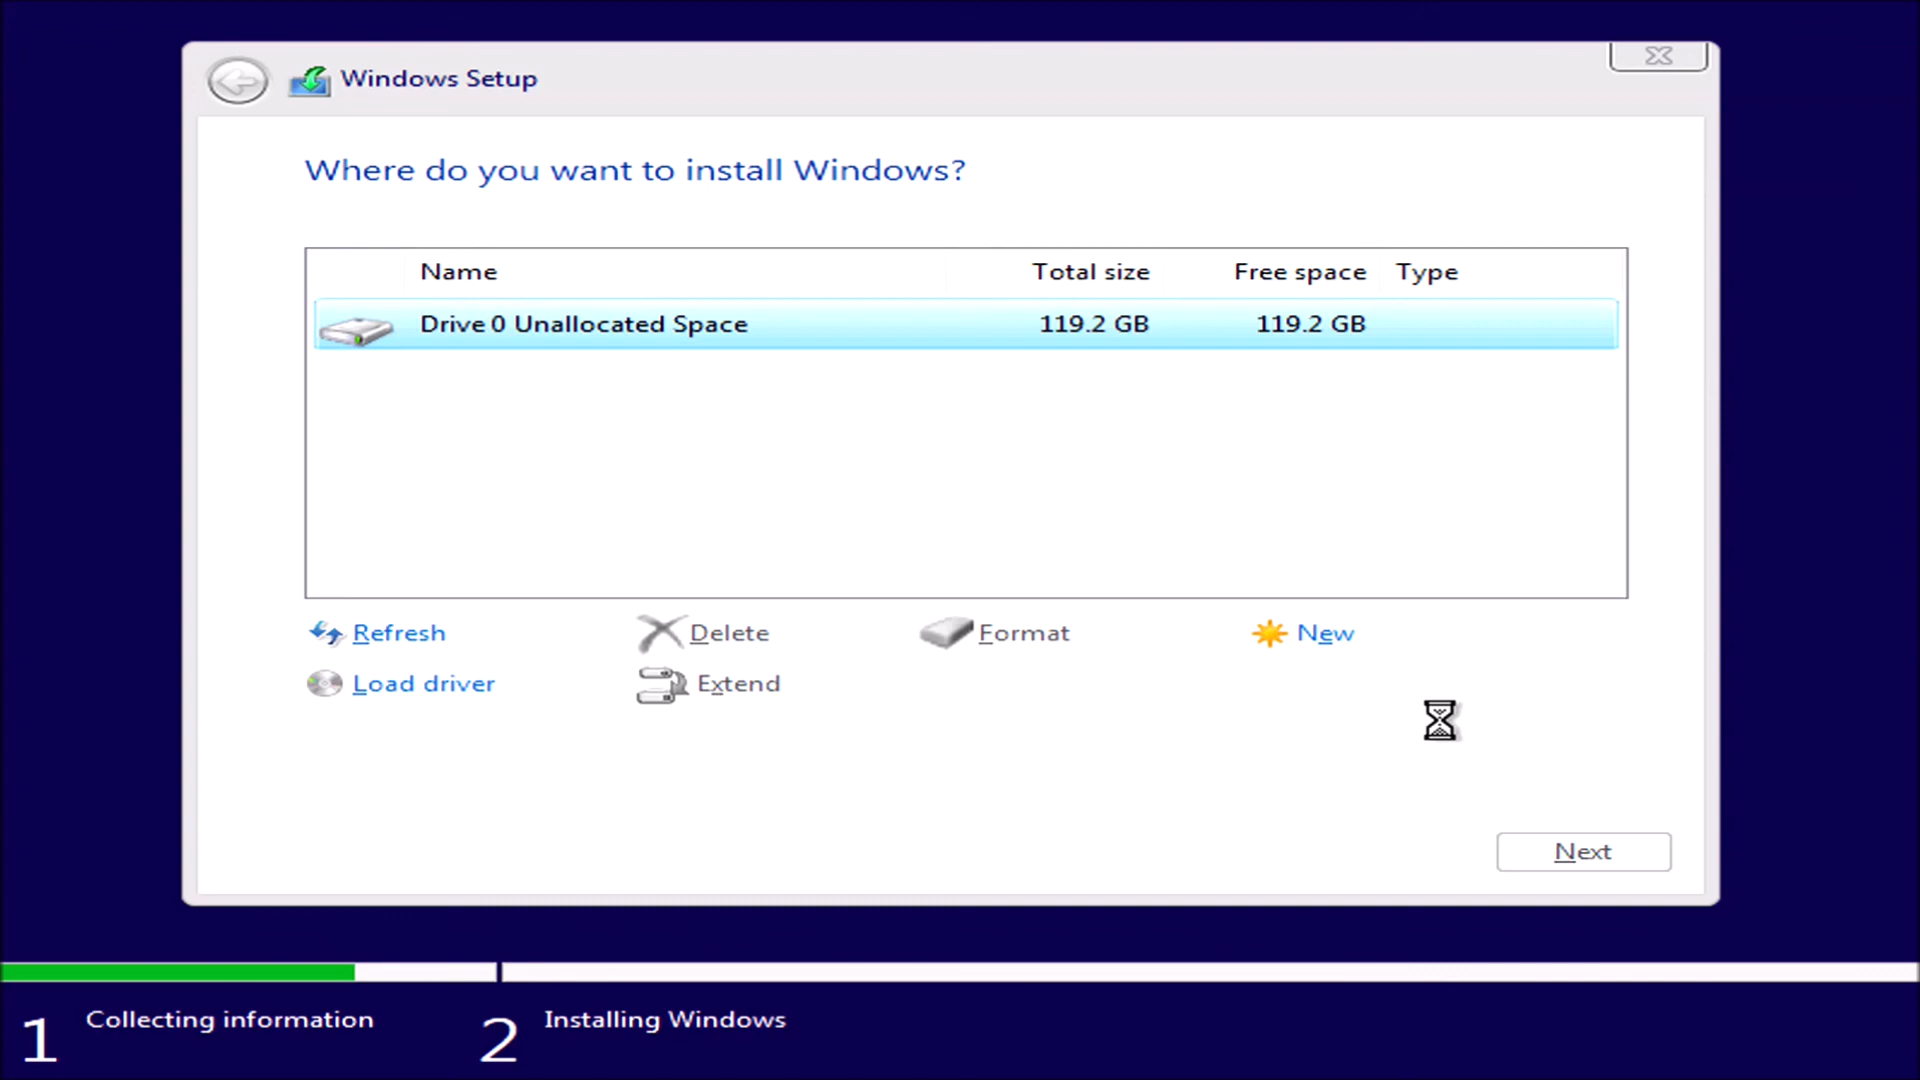 Windows Setup
Where do you want to install Windows?
Name Total size Free space Type
Drive 0 Unallocated Space 119.2 GB 119.2 GB
Refresh Delete Format New
Load driver Extend
Next
1 Collecting information 2 Installing Windows